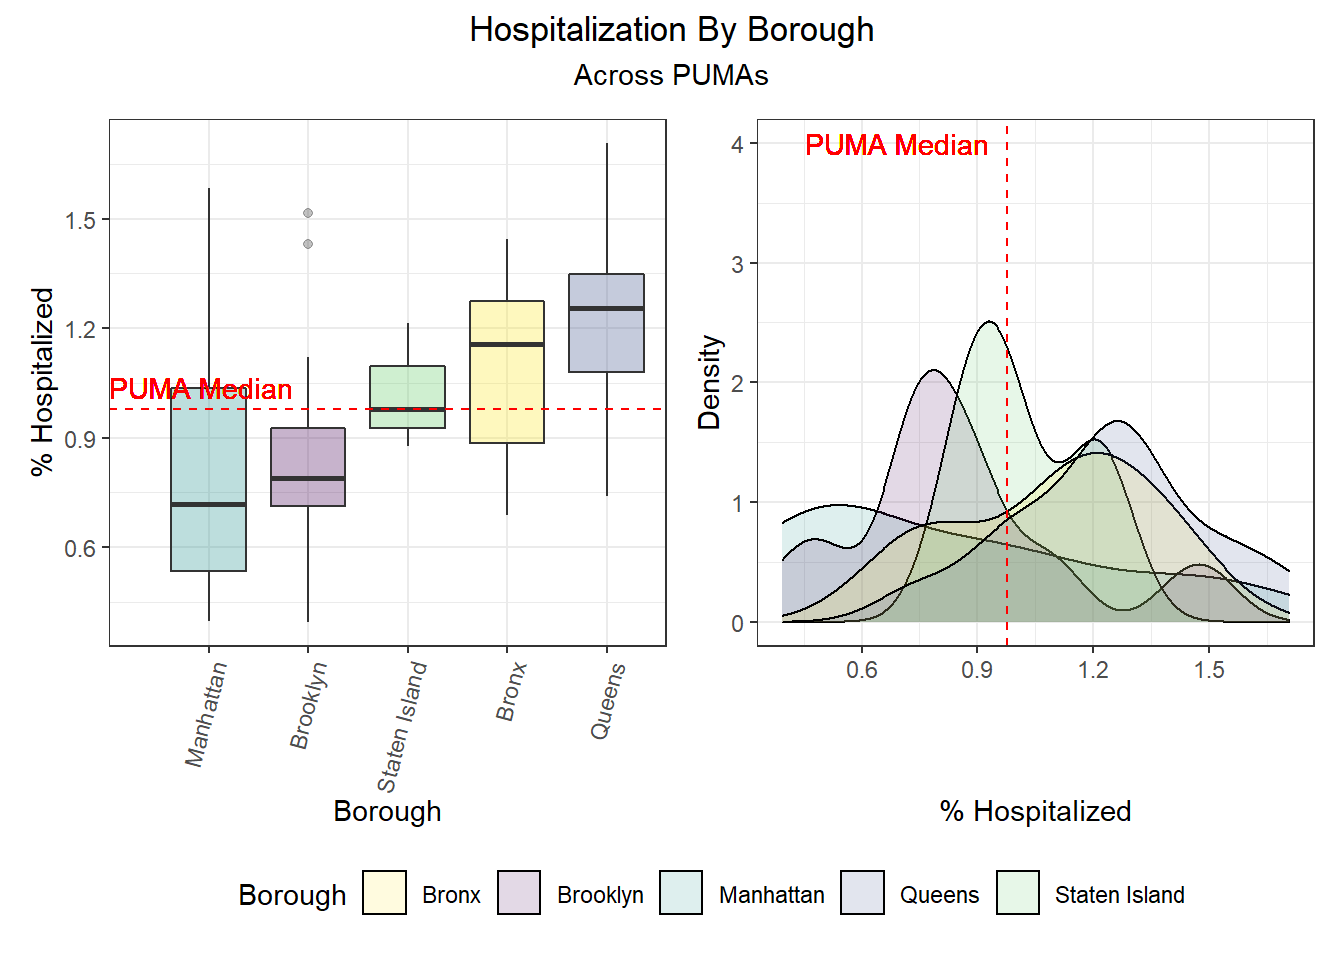 Hospitalization By Borough
Across PUMAs
% Hospitalized
1.5
1.2
0.9
0.6
PUMA Median
Manhattan
Brooklyn
Staten Island
Bronx
Queens
Borough
Density
4
3
2
1
0
PUMA Median
0.6 0.9 1.2 1.5
% Hospitalized
Borough Bronx Brooklyn Manhattan Queens Staten Island